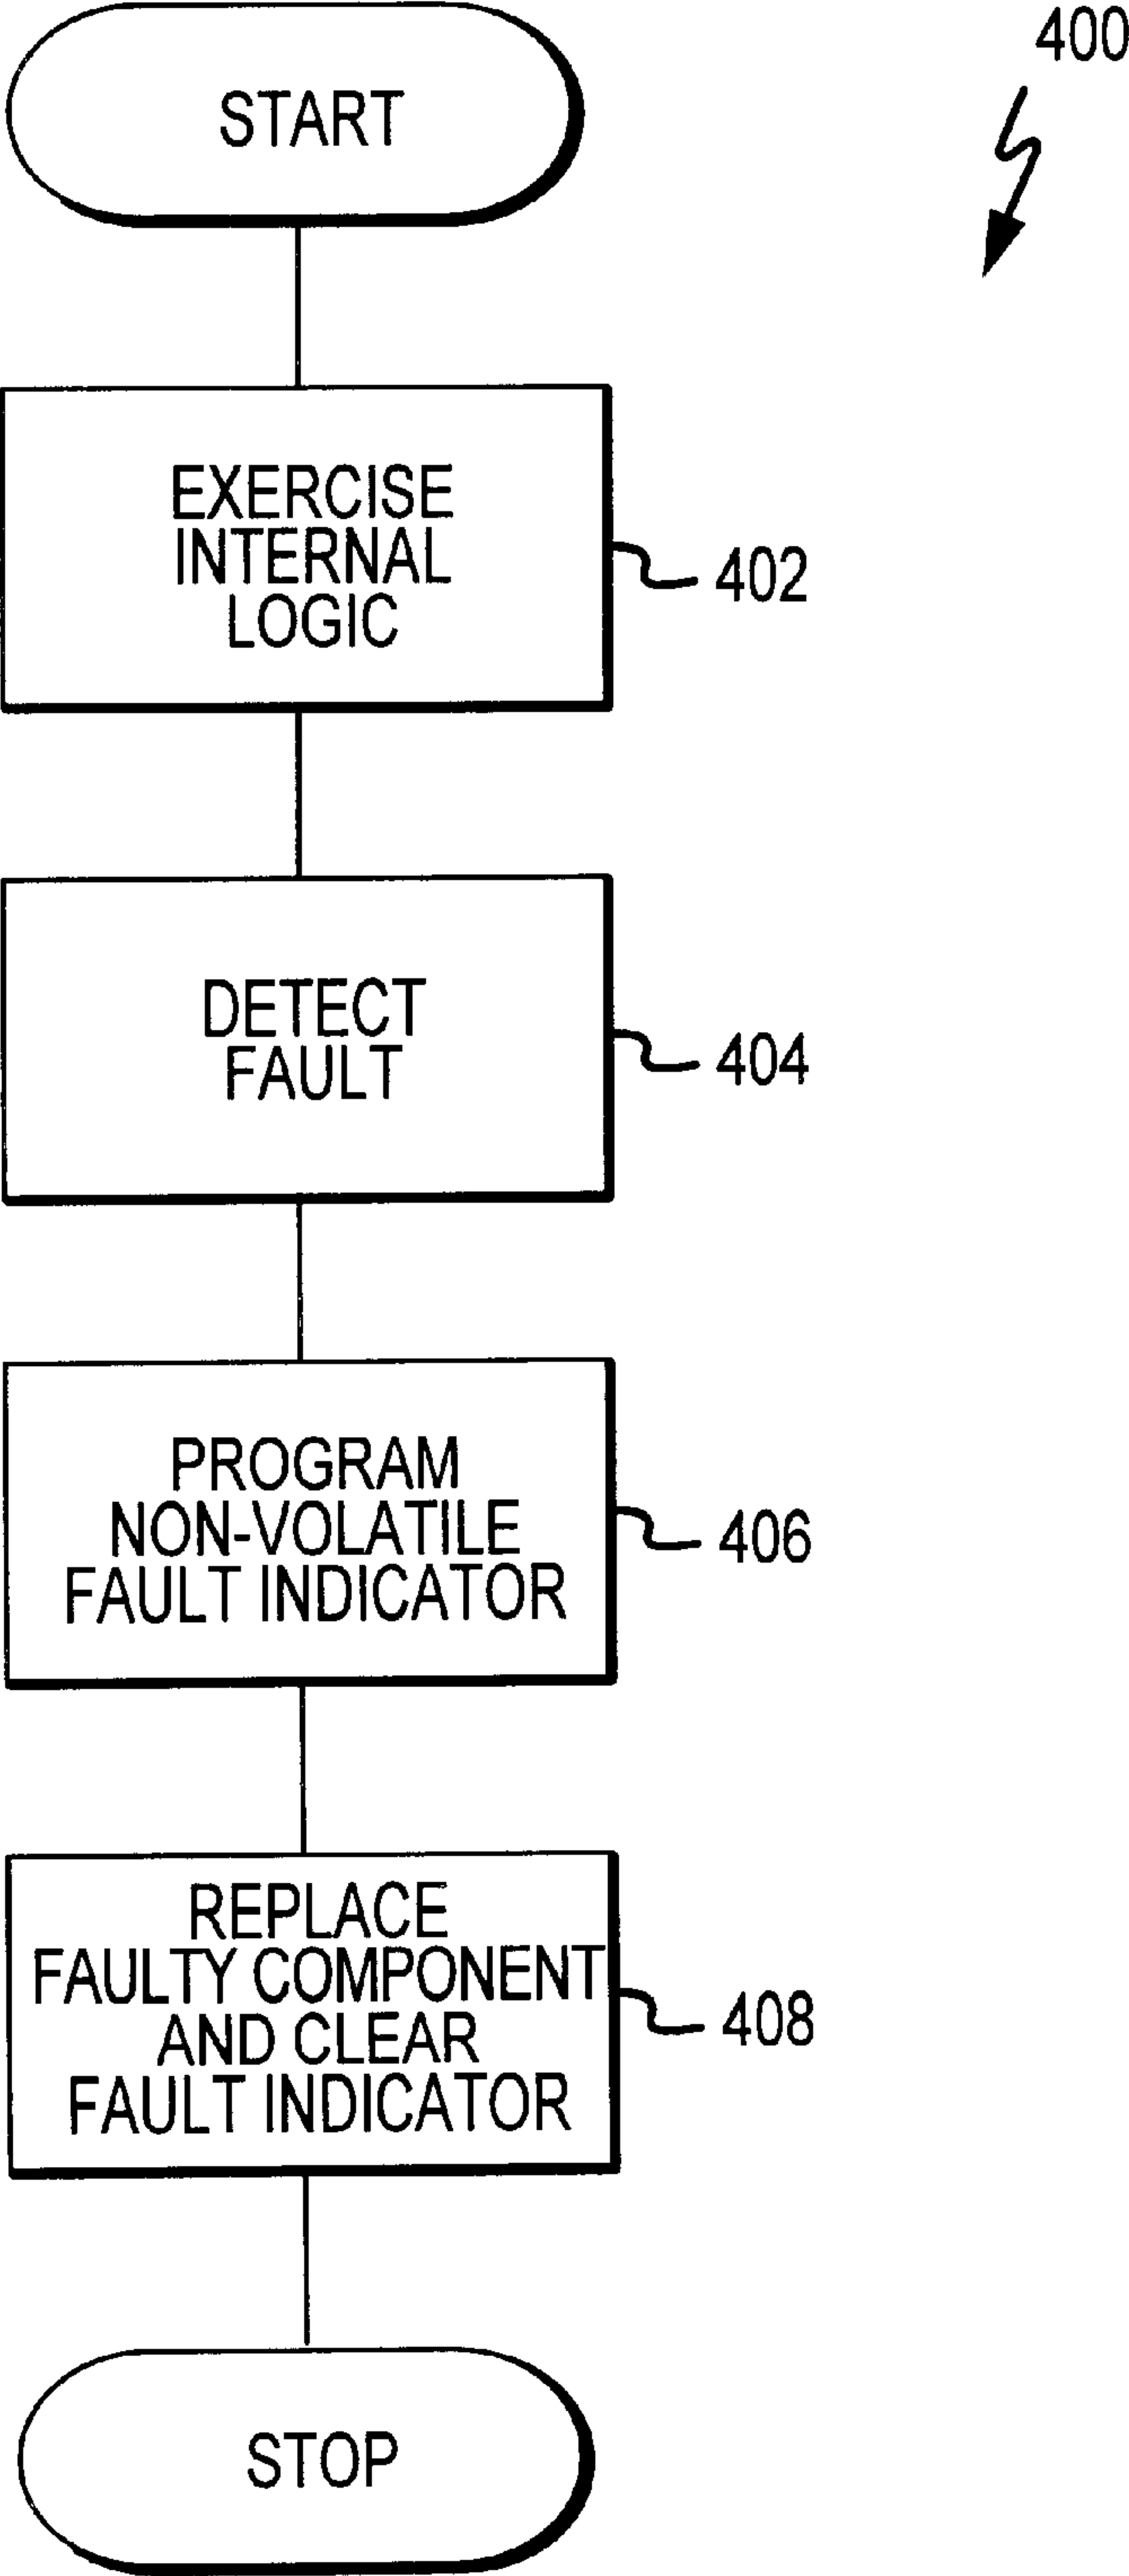 400
START
EXERCISE
INTERNAL
LOGIC
402
DETECT
FAULT
404
PROGRAM
NON-VOLATILE
FAULT INDICATOR
406
REPLACE
FAULTY COMPONENT
AND CLEAR
FAULT INDICATOR
408
STOP